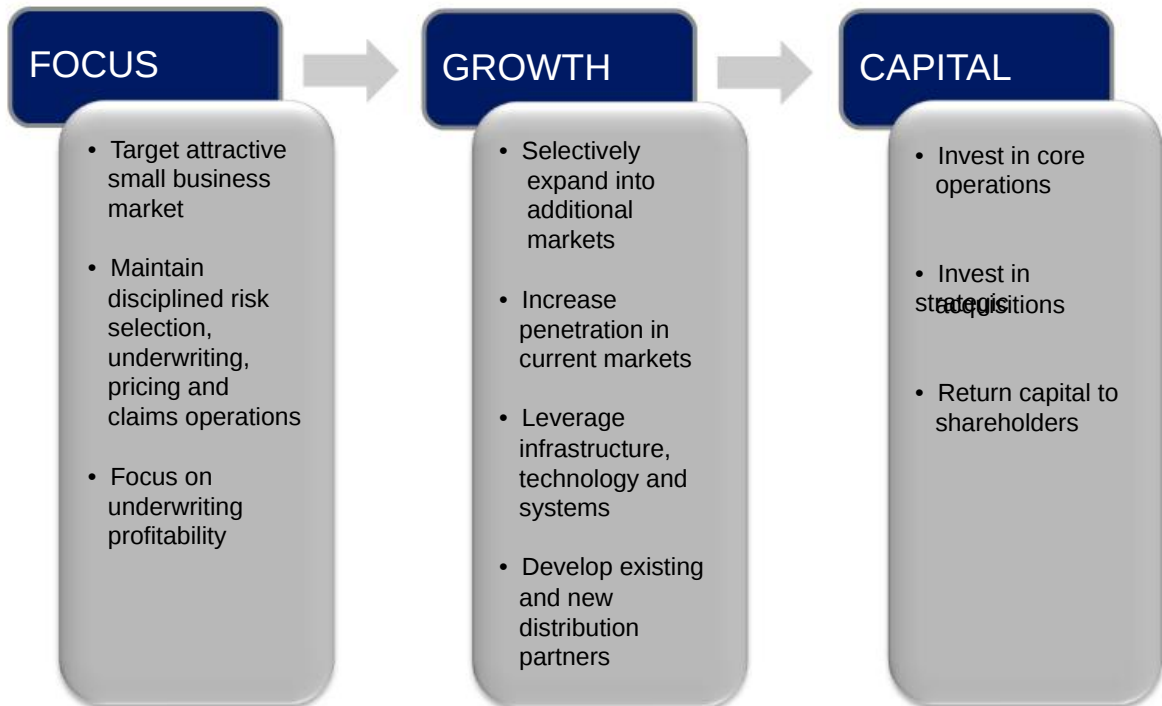 FOCUS
• Target attractive
small business
market
• Maintain
disciplined risk
selection,
underwriting,
pricing and
claims operations
• Focus on
underwriting
profitability
GROWTH
• Selectively
expand into
additional
markets
• Increase
penetration in
current markets
• Leverage
infrastructure,
technology and
systems
• Develop existing
and new
distribution
partners
CAPITAL
• Invest in core
operations
• Invest in
strategic
acquisitions
• Return capital to
shareholders